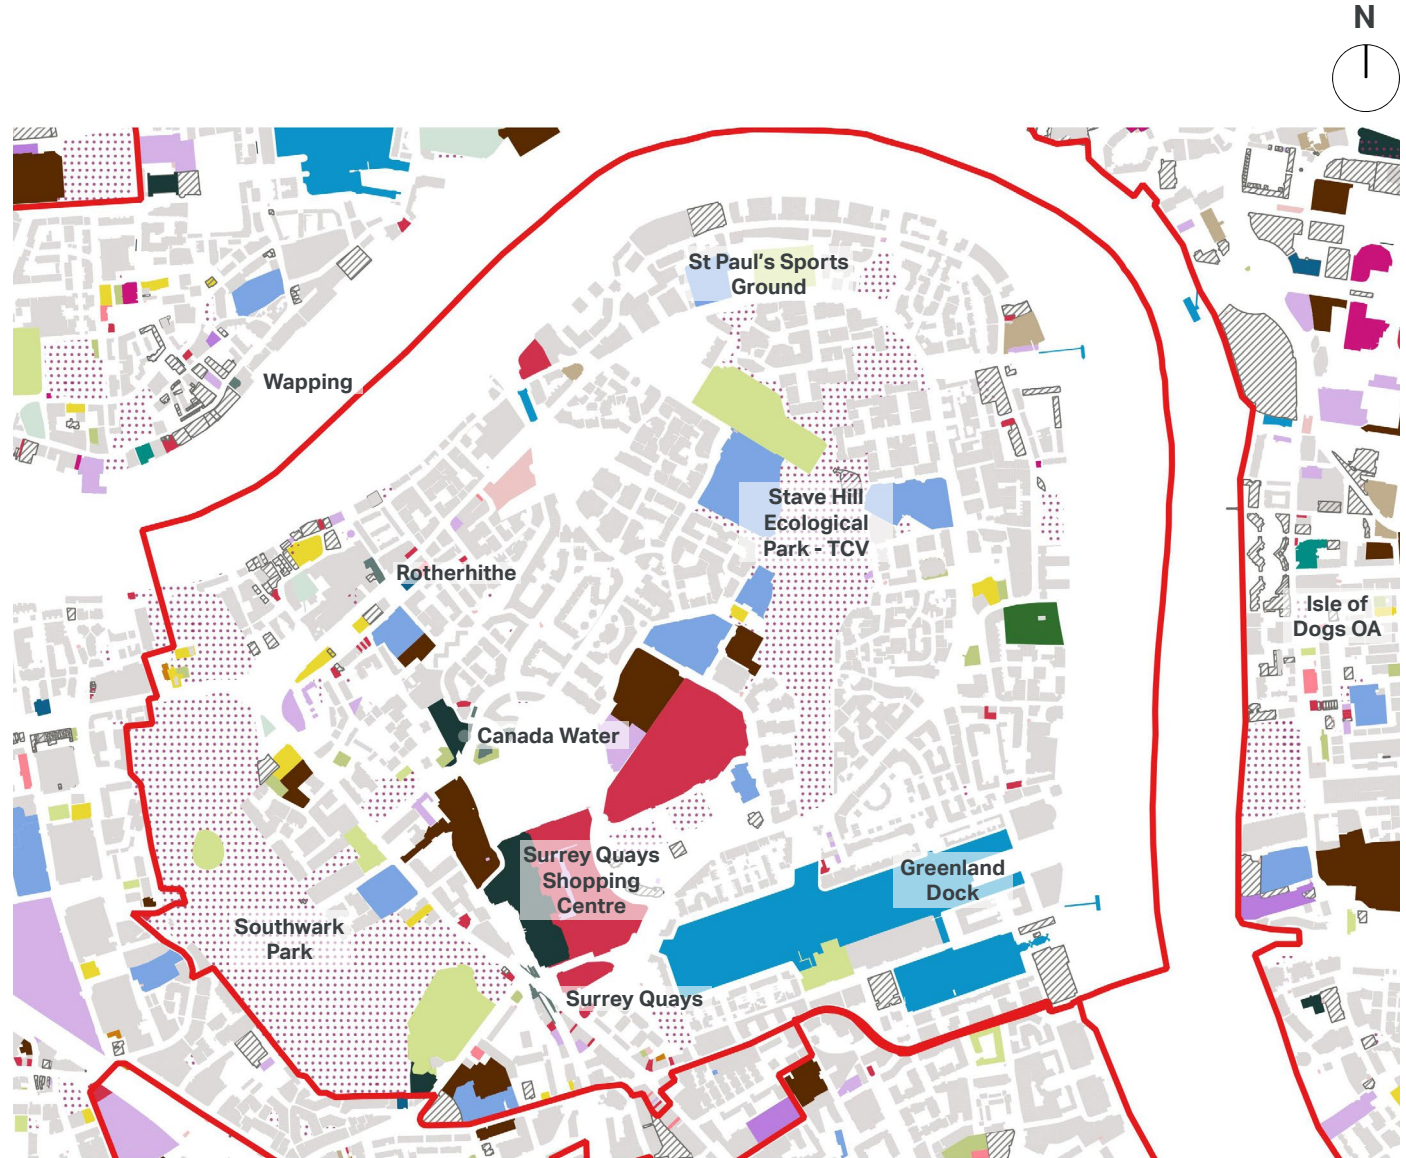 N
St Paul's Sports
Ground
Wapping
Stave Hill
Ecological
Park - TCV
Rotherhithe
Isle of
Dogs OA
Canada Water
Surrey Quays
Shopping
Centre
Greenland
Dock
Southwark
Park
Surrey Quays